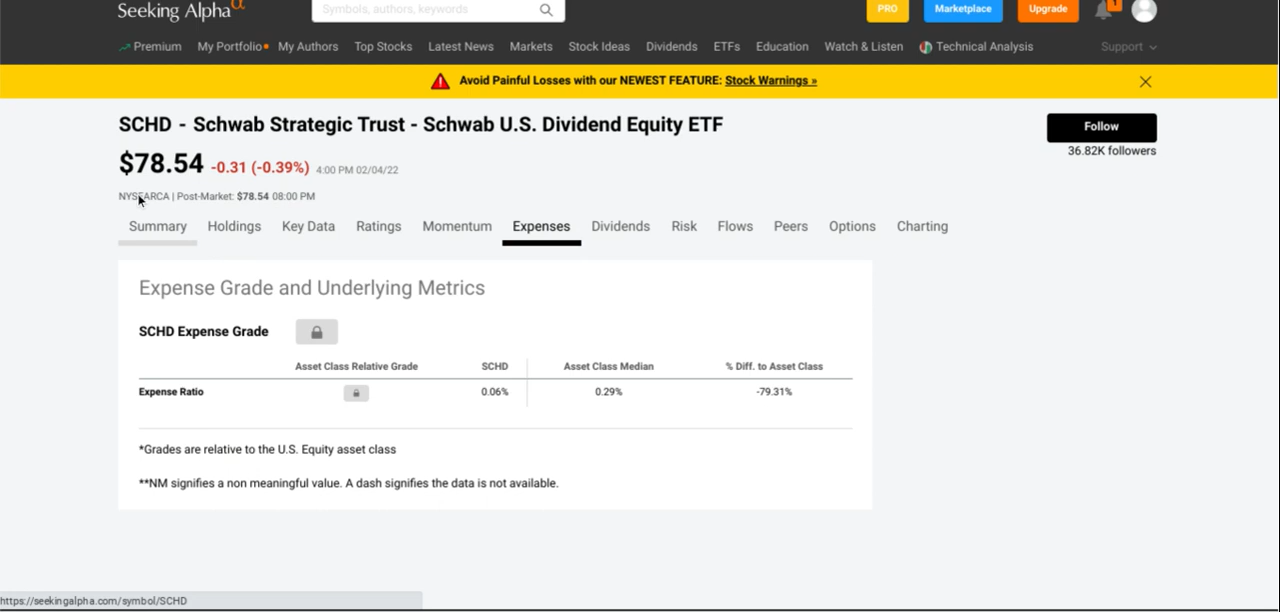 Seeking Alpha α
Symbols, authors, keywords
PRO
Marketplace
Upgrade
1
Premium My Portfolio My Authors Top Stocks Latest News Markets Stock Ideas Dividends ETFs Education Watch & Listen Technical Analysis Support
Avoid Painful Losses with our NEWEST FEATURE: Stock Warnings »
SCHD - Schwab Strategic Trust - Schwab U.S. Dividend Equity ETF
Follow
$78.54 -0.31 (-0.39%) 4:00 PM 02/04/22
36.82K followers
NYSEARCA | Post-Market: $78.54 08:00 PM
Summary Holdings Key Data Ratings Momentum Expenses Dividends Risk Flows Peers Options Charting
Expense Grade and Underlying Metrics
SCHD Expense Grade
Asset Class Relative Grade SCHD Asset Class Median % Diff. to Asset Class
Expense Ratio 0.06% 0.29% -79.31%
*Grades are relative to the U.S. Equity asset class
**NM signifies a non meaningful value. A dash signifies the data is not available.
https://seekingalpha.com/symbol/SCHD